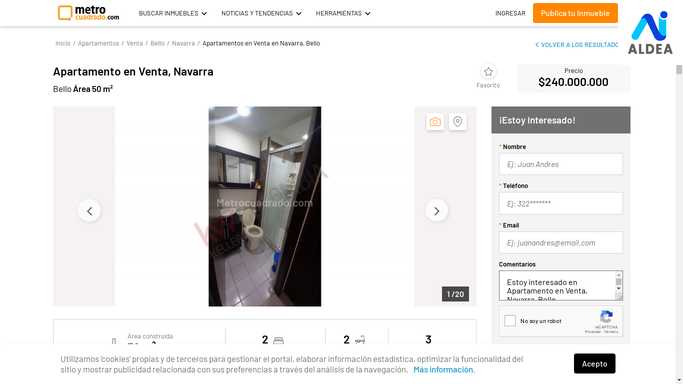 metro
cuadrado.com
BUSCAR INMUEBLES
NOTICIAS Y TENDENCIAS
HERRAMIENTAS
INGRESAR
Publica tu Inmueble
ALDEA
Inicio / Apartamentos / Venta / Bello / Navarra / Apartamentos en Venta en Navarra, Bello
< VOLVER A LOS RESULTADO
Apartamento en Venta, Navarra
Bello Área 50 m²
Favorito
Precio
$240.000.000
Metrocuadrado.com
1 / 20
¡Estoy Interesado!
* Nombre
Ej: Juan Andres
* Teléfono
Ej: 322*******
* Email
Ej: juanandres@email.com
Comentarios
Estoy interesado en
Apartamento en Venta,
Navarra, Bello
No soy un robot
reCAPTCHA
Privacidad - Términos
Área construida
2
2
3
Utilizamos 'cookies' propias y de terceros para gestionar el portal, elaborar información estadística, optimizar la funcionalidad del
sitio y mostrar publicidad relacionada con sus preferencias a través del análisis de la navegación. Más información.
Acepto